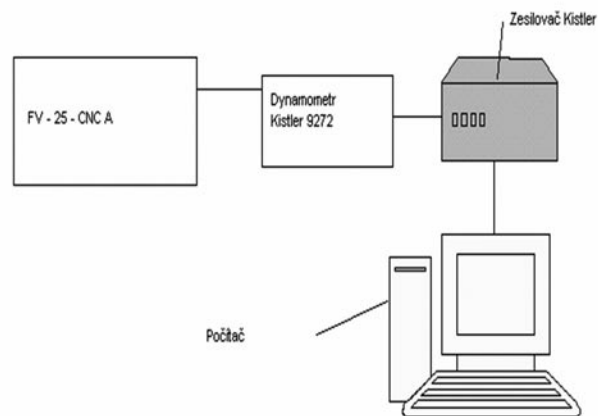 Zesilovač Kistler
FV - 25 - CNC A
Dynamometr
Kistler 9272
Počítač